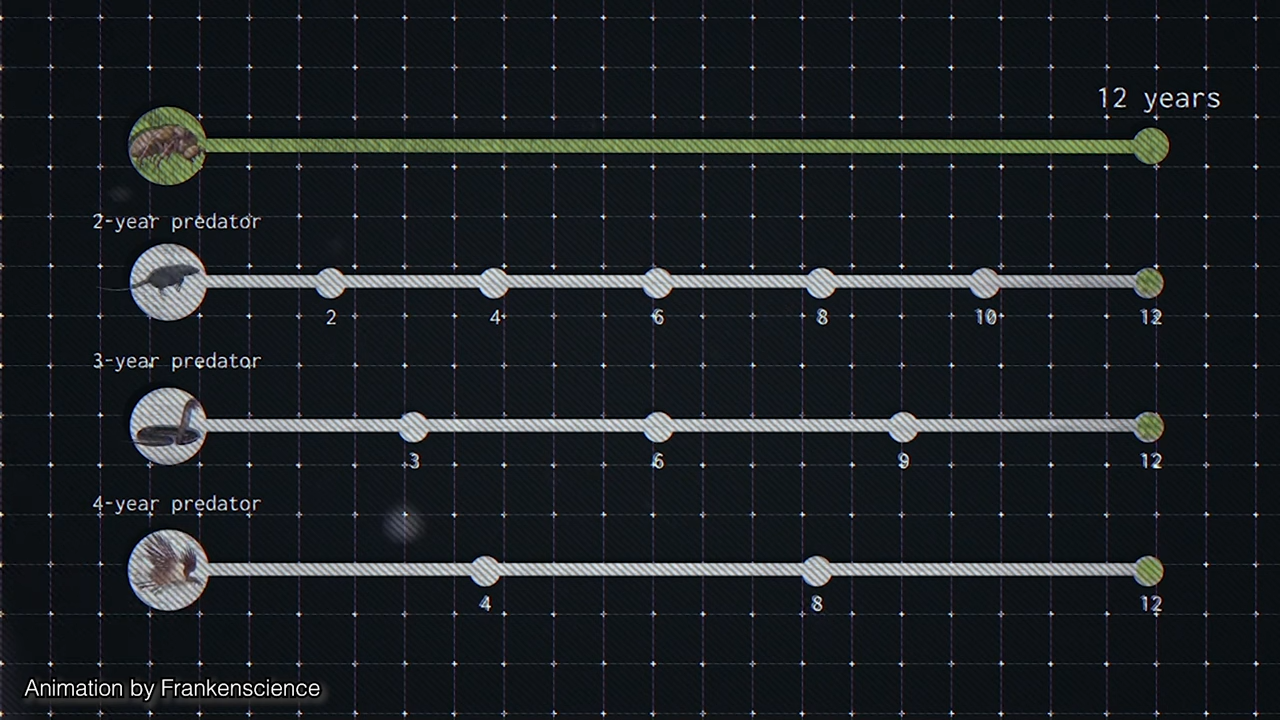 12 years
2-year predator
2 4 6 8 10 12
3-year predator
3 6 9 12
4-year predator
4 8 12
Animation by Frankenscience